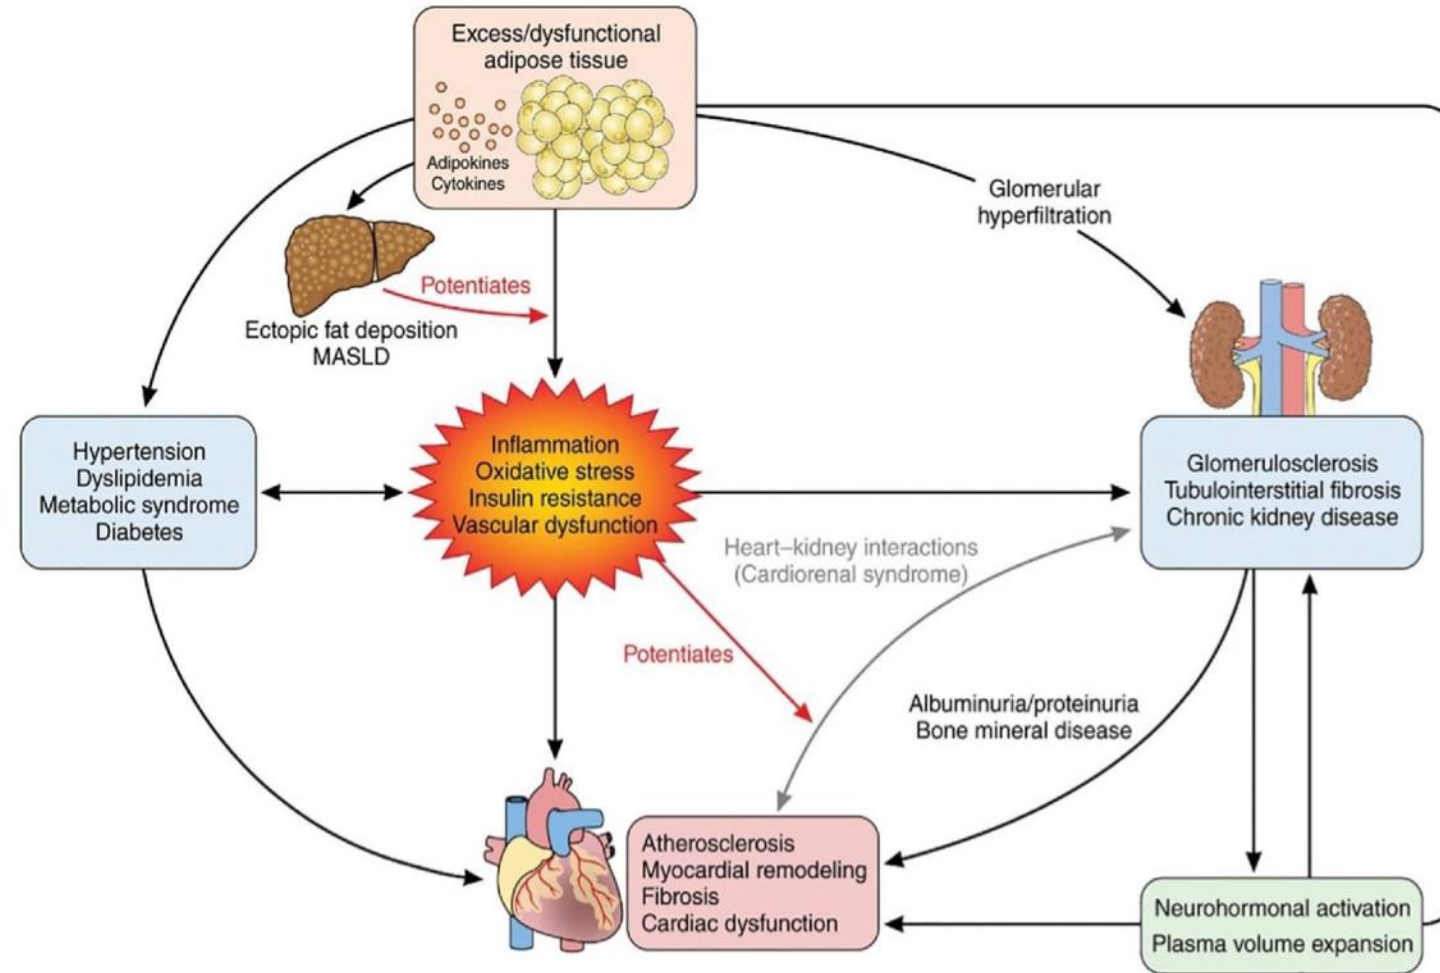 Excess/dysfunctional
adipose tissue
Adipokines
Cytokines
Glomerular
hyperfiltration
Potentiates
Ectopic fat deposition
MASLD
Hypertension
Dyslipidemia
Metabolic syndrome
Diabetes
Inflammation
Oxidative stress
Insulin resistance
Vascular dysfunction
Glomerulosclerosis
Tubulointerstitial fibrosis
Chronic kidney disease
Heart–kidney interactions
(Cardiorenal syndrome)
Potentiates
Albuminuria/proteinuria
Bone mineral disease
Atherosclerosis
Myocardial remodeling
Fibrosis
Cardiac dysfunction
Neurohormonal activation
Plasma volume expansion